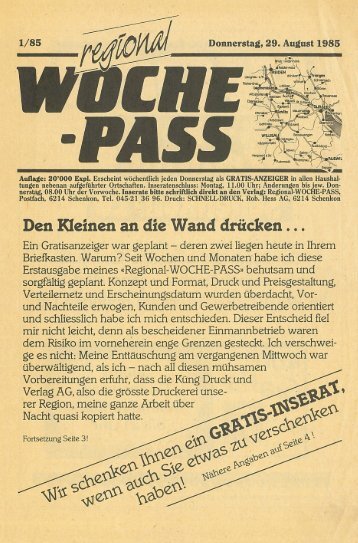 1/85
Donnerstag, 29. August 1985
regional
WOCHE
-PASS
Auflage: 20'000 Expl. Erscheint wöchentlich jeden Donnerstag als GRATIS-ANZEIGER in allen Haushal-
tungen nebenan aufgeführter Ortschaften. Inseratenschluss: Montag, 11.00 Uhr; Änderungen bis jew. Don-
nerstag, 08.00 Uhr der Vorwoche. Inserate bitte schriftlich direkt an den Verlag: Regional-WOCHE-PASS,
Postfach, 6214 Schenkon, Tel. 045-21 36 96. Druck: SCHNELL-DRUCK, Rob. Hess AG, 6214 Schenkon
Den Kleinen an die Wand drücken . . .
Ein Gratisanzeiger war geplant – deren zwei liegen heute in Ihrem
Briefkasten. Warum? Seit Wochen und Monaten habe ich diese
Erstausgabe meines «Regional-WOCHE-PASS» behutsam und
sorgfältig geplant. Konzept und Format, Druck und Preisgestaltung,
Verteilernetz und Erscheinungsdatum wurden überdacht, Vor-
und Nachteile erwogen, Kunden und Gewerbetreibende orientiert
und schliesslich habe ich mich entschieden. Dieser Entscheid fiel
mir nicht leicht, denn als bescheidener Einmannbetrieb waren
dem Risiko im vorneherein enge Grenzen gesteckt. Ich verschwei-
ge es nicht: Meine Enttäuschung am vergangenen Mittwoch war
überwältigend, als ich – nach all diesen mühsamen
Vorbereitungen erfuhr, dass die Küng Druck und
Verlag AG, also die grösste Druckerei unse-
rer Region, meine ganze Arbeit über
Nacht quasi kopiert hatte.
Fortsetzung Seite 3!
Wir schenken Ihnen ein GRATIS-INSERAT,
wenn auch Sie etwas zu verschenken
haben!
Nähere Angaben auf Seite 4!